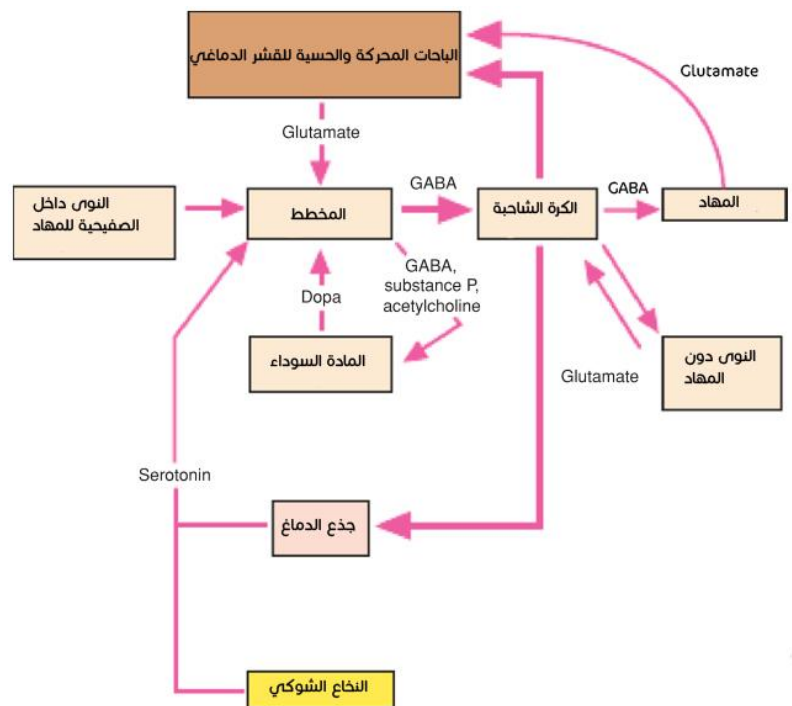 الباحات المحركة والحسية للقشر الدماغي
Glutamate
Glutamate
النوى داخل
الصفيحية للمهاد
المخطط
GABA
الكرة الشاحبة
GABA
المهاد
GABA,
substance P,
acetylcholine
Dopa
المادة السوداء
Glutamate
النوى دون
المهاد
Serotonin
جذع الدماغ
النخاع الشوكي